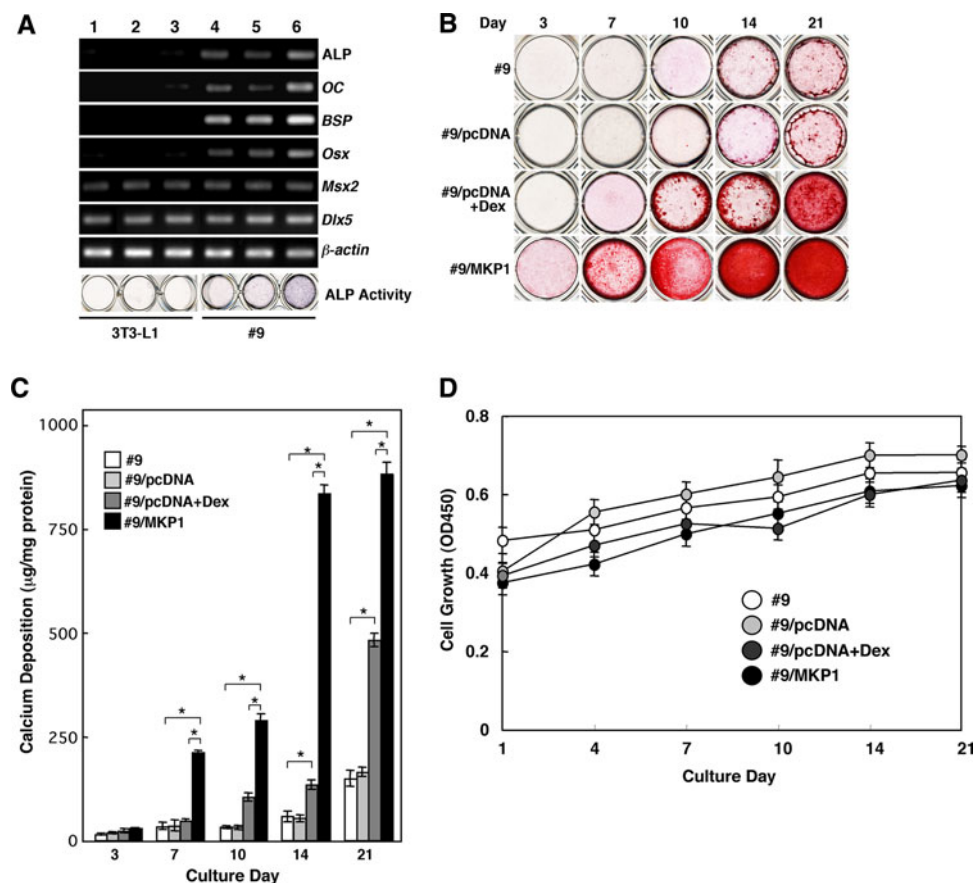 A
1 2 3 4 5 6
ALP
OC
BSP
Osx
Msx2
Dlx5
β-actin
ALP Activity
3T3-L1 #9
B
Day 3 7 10 14 21
#9
#9/pcDNA
#9/pcDNA
+Dex
#9/MKP1
C
Calcium Deposition (μg/mg protein)
1000
750
500
250
0
#9
#9/pcDNA
#9/pcDNA+Dex
#9/MKP1
* * * * * * * * * *
3 7 10 14 21
Culture Day
D
Cell Growth (OD450)
0.8
0.6
0.4
0.2
0
#9
#9/pcDNA
#9/pcDNA+Dex
#9/MKP1
1 4 7 10 14 21
Culture Day